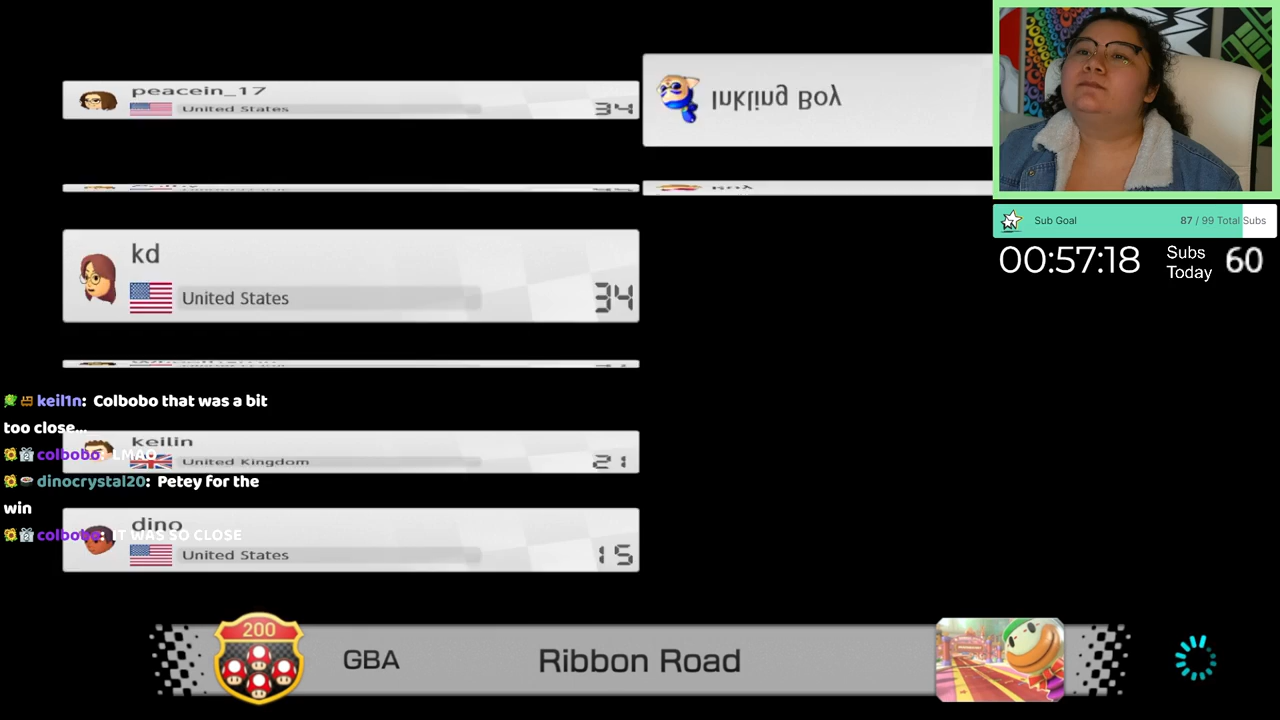 peacein_17
United States
34
Inkling Boy
kd
United States
34
keil1n: Colbobo that was a bit
too close...
keilin
United Kingdom
21
colbobo: LMAO
dinocrystal20: Petey for the
win
dino
United States
15
colbobo: IT WAS SO CLOSE
200
GBA
Ribbon Road
Sub Goal
87 / 99 Total Subs
00:57:18
Subs
Today
60